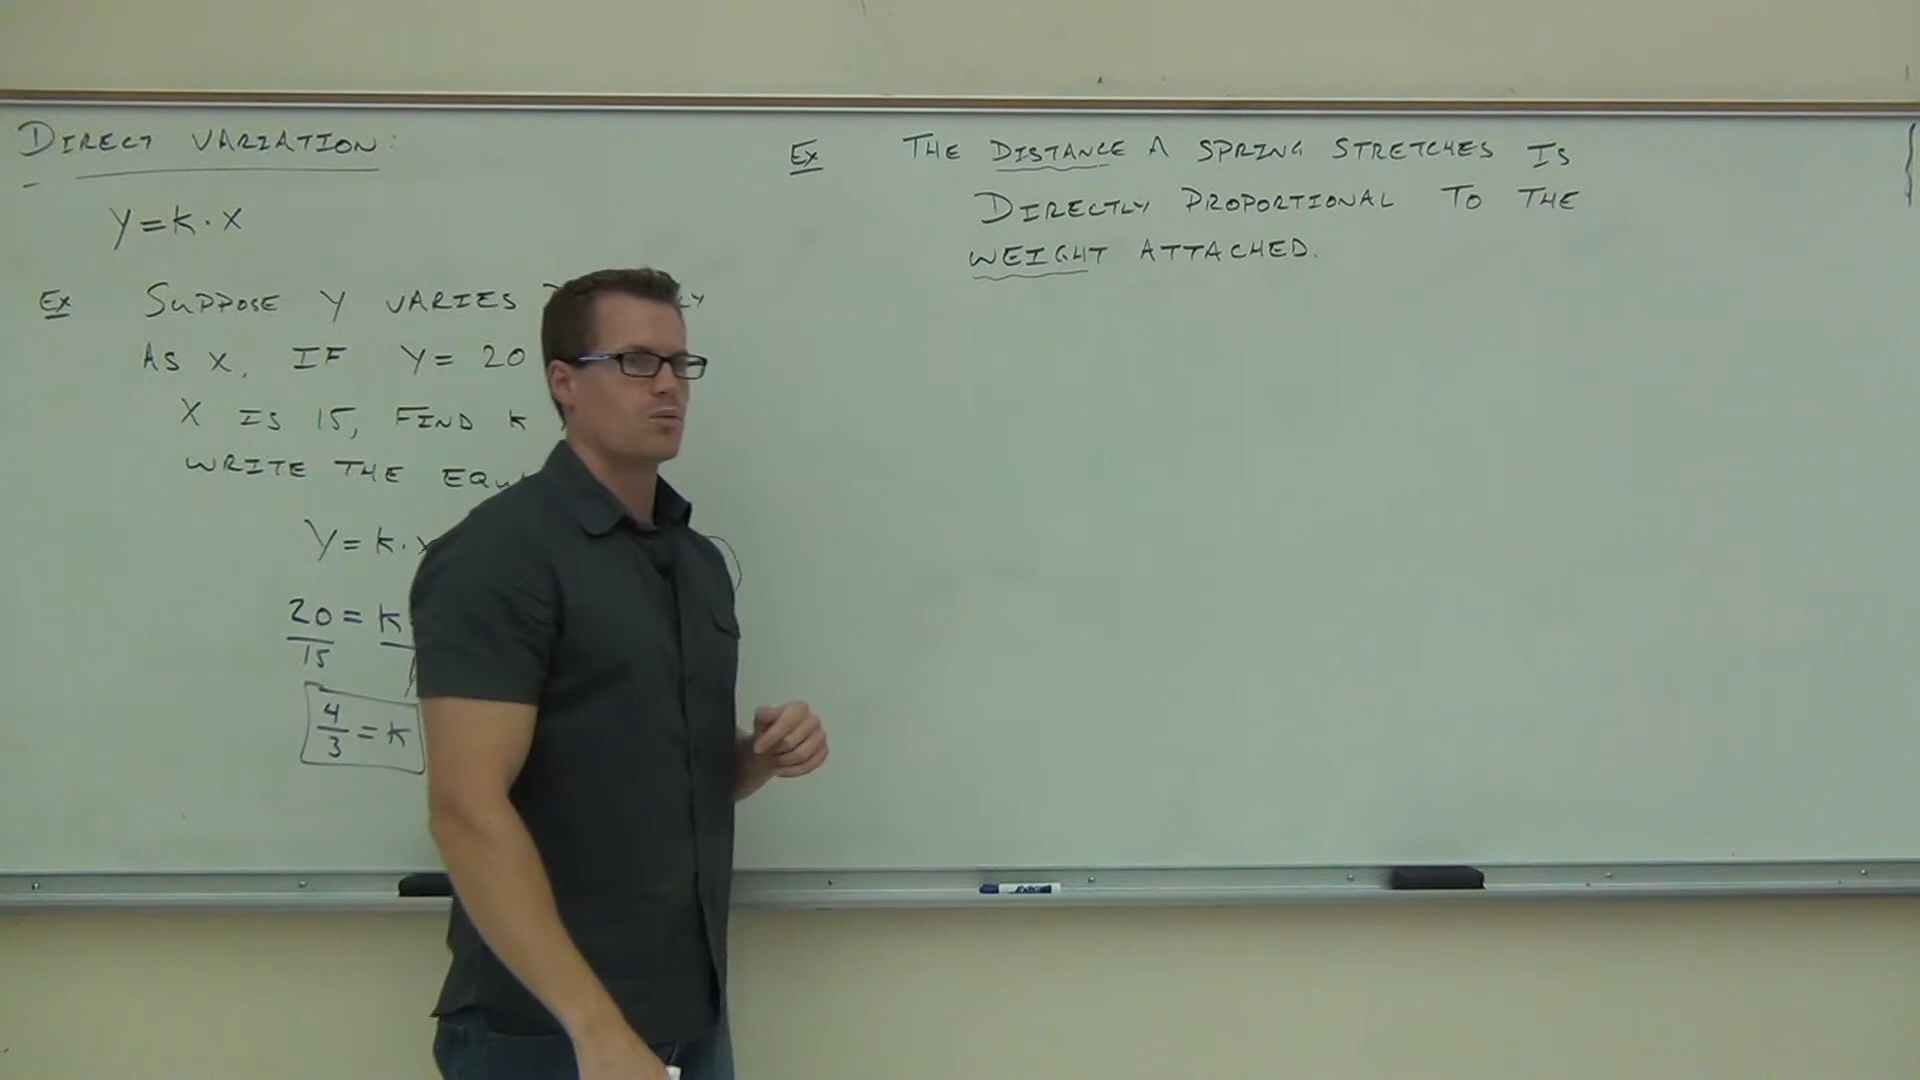 DIRECT VARIATION:
Y=K·X
EX SUPPOSE Y VARIES
AS X, IF Y= 20
X IS 15, FIND K
WRITE THE
Y=K·X
20 = K
15
4/3 = K
EX THE DISTANCE A SPRING STRETCHES IS
DIRECTLY PROPORTIONAL TO THE
WEIGHT ATTACHED.
EXPO